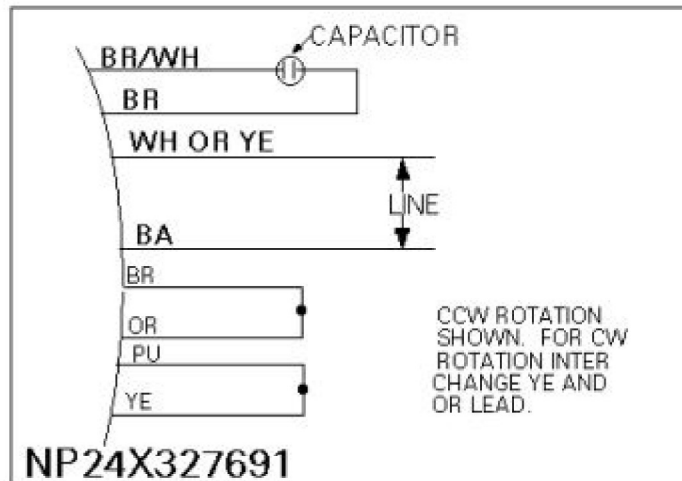 CAPACITOR
BR/WH
BR
WH OR YE
LINE
BA
BR
OR
PU
YE
CCW ROTATION
SHOWN. FOR CW
ROTATION INTER
CHANGE YE AND
OR LEAD.
NP24X327691